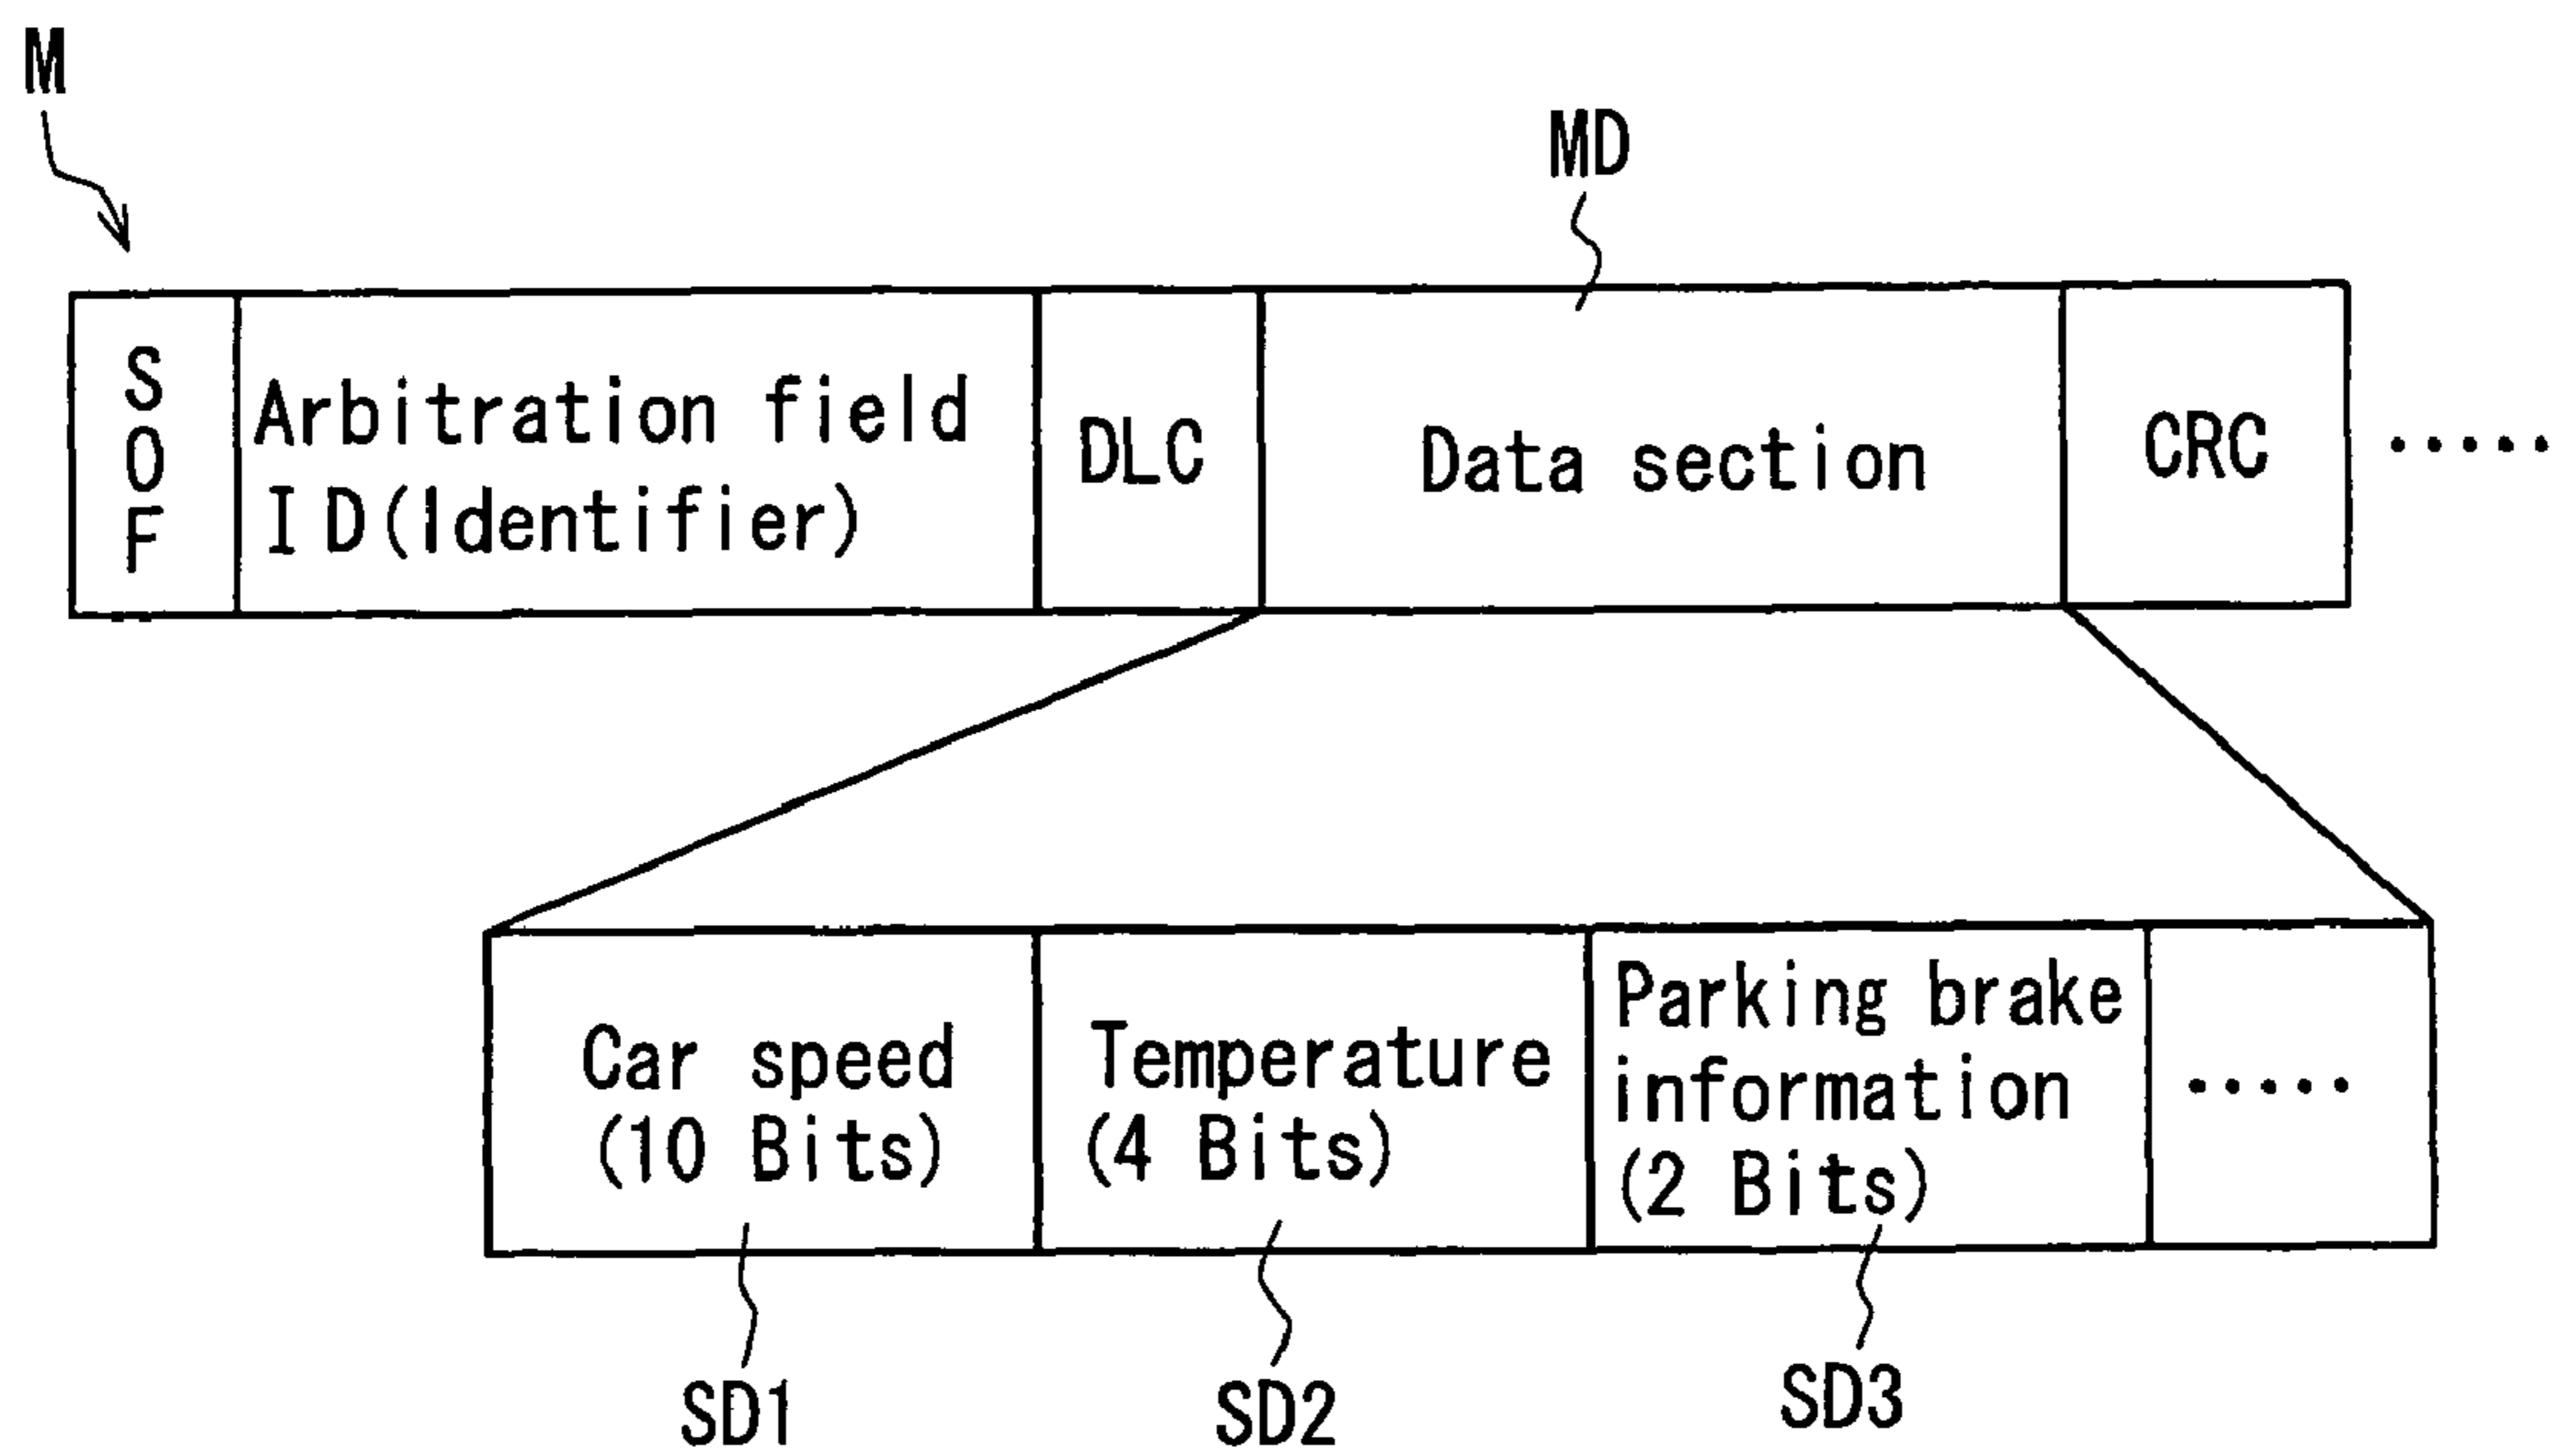 M
MD
SOF
Arbitration field
ID(Identifier)
DLC
Data section
CRC
.....
Car speed
(10 Bits)
Temperature
(4 Bits)
Parking brake
information
(2 Bits)
.....
SD1
SD2
SD3